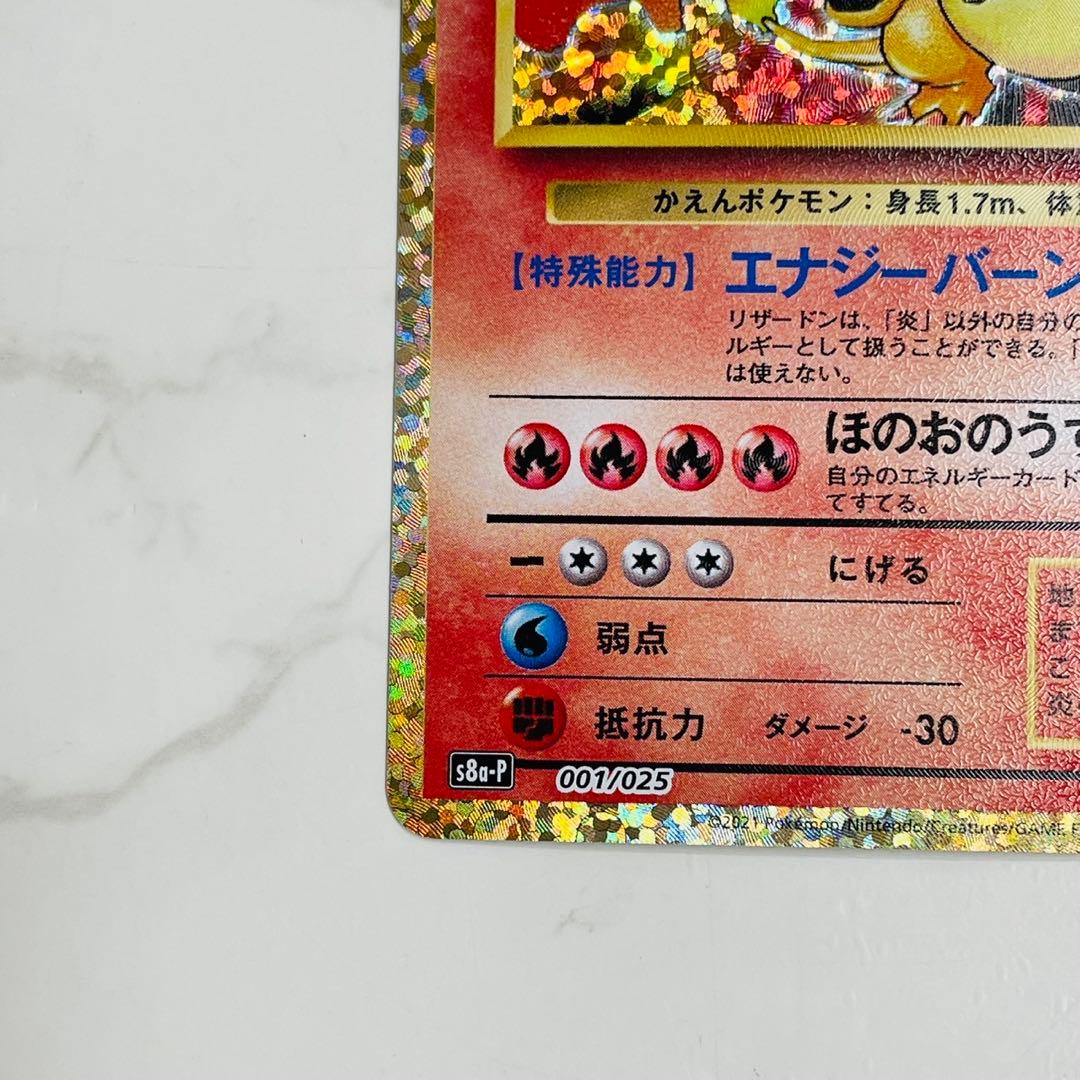 かえんポケモン：身長1.7m、体
【特殊能力】 エナジーバーン
リザードンは、「炎」以外の自分の
ルギーとして扱うことができる。「
は使えない。
ほのおのうず
自分のエネルギーカード
てすてる。
にげる
弱点
抵抗力 ダメージ -30
地
ま
こ
炎
s8a-P 001/025
©2021 Pokémon/Nintendo/Creatures/GAME F